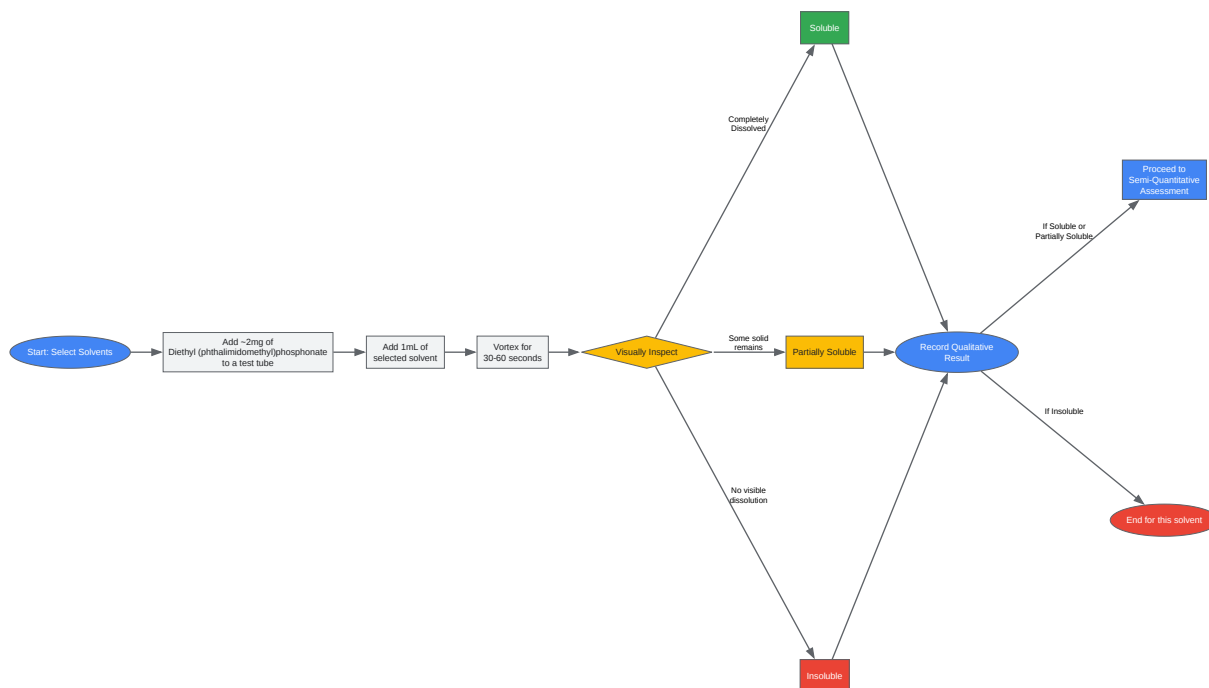 Start: Select Solvents
Add ~2mg of
Diethyl (phthalimidomethyl)phosphonate
to a test tube
Add 1mL of
selected solvent
Vortex for
30-60 seconds
Visually Inspect
Completely
Dissolved
Some solid
remains
No visible
dissolution
Soluble
Partially Soluble
Insoluble
Record Qualitative
Result
If Soluble or
Partially Soluble
If Insoluble
Proceed to
Semi-Quantitative
Assessment
End for this solvent